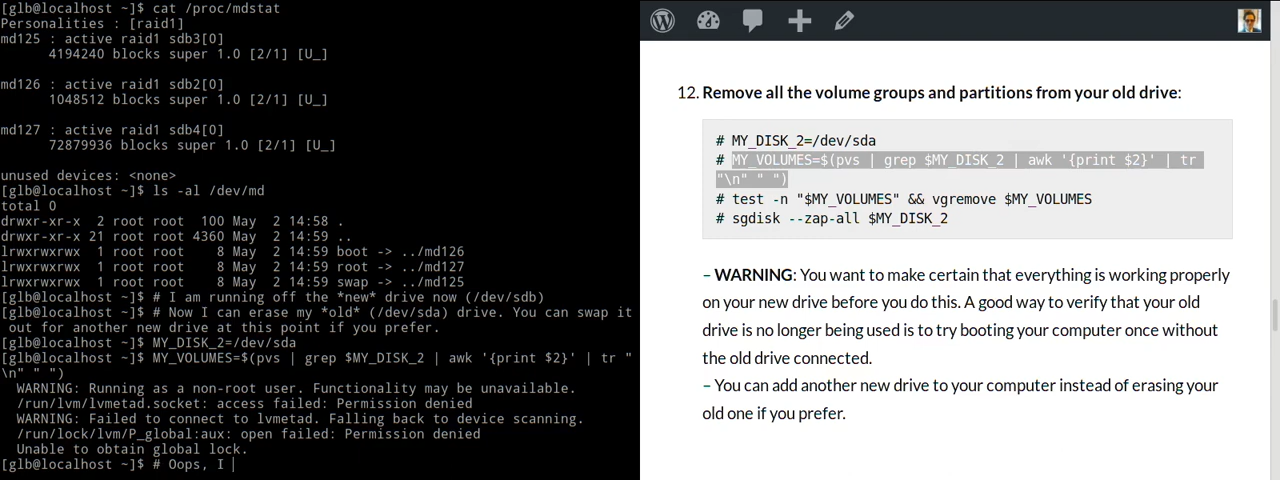 [glb@localhost ~]$ cat /proc/mdstat
Personalities : [raid1]
md125 : active raid1 sdb3[0]
      4194240 blocks super 1.0 [2/1] [U_]

md126 : active raid1 sdb2[0]
      1048512 blocks super 1.0 [2/1] [U_]

md127 : active raid1 sdb4[0]
      72879936 blocks super 1.0 [2/1] [U_]

unused devices: <none>
[glb@localhost ~]$ ls -al /dev/md
total 0
drwxr-xr-x  2 root root  100 May  2 14:58 .
drwxr-xr-x 21 root root 4360 May  2 14:59 ..
lrwxrwxrwx  1 root root    8 May  2 14:59 boot -> ../md126
lrwxrwxrwx  1 root root    8 May  2 14:59 root -> ../md127
lrwxrwxrwx  1 root root    8 May  2 14:59 swap -> ../md125
[glb@localhost ~]$ # I am running off the *new* drive now (/dev/sdb)
[glb@localhost ~]$ # Now I can erase my *old* (/dev/sda) drive. You can swap it
 out for another new drive at this point if you prefer.
[glb@localhost ~]$ MY_DISK_2=/dev/sda
[glb@localhost ~]$ MY_VOLUMES=$(pvs | grep $MY_DISK_2 | awk '{print $2}' | tr "
\n" " ")
  WARNING: Running as a non-root user. Functionality may be unavailable.
  /run/lvm/lvmetad.socket: access failed: Permission denied
  WARNING: Failed to connect to lvmetad. Falling back to device scanning.
  /run/lock/lvm/P_global:aux: open failed: Permission denied
  Unable to obtain global lock.
[glb@localhost ~]$ # Oops, I
12. Remove all the volume groups and partitions from your old drive:
# MY_DISK_2=/dev/sda
# MY_VOLUMES=$(pvs | grep $MY_DISK_2 | awk '{print $2}' | tr
"\n" " ")
# test -n "$MY_VOLUMES" && vgremove $MY_VOLUMES
# sgdisk --zap-all $MY_DISK_2
– WARNING: You want to make certain that everything is working properly
on your new drive before you do this. A good way to verify that your old
drive is no longer being used is to try booting your computer once without
the old drive connected.
– You can add another new drive to your computer instead of erasing your
old one if you prefer.